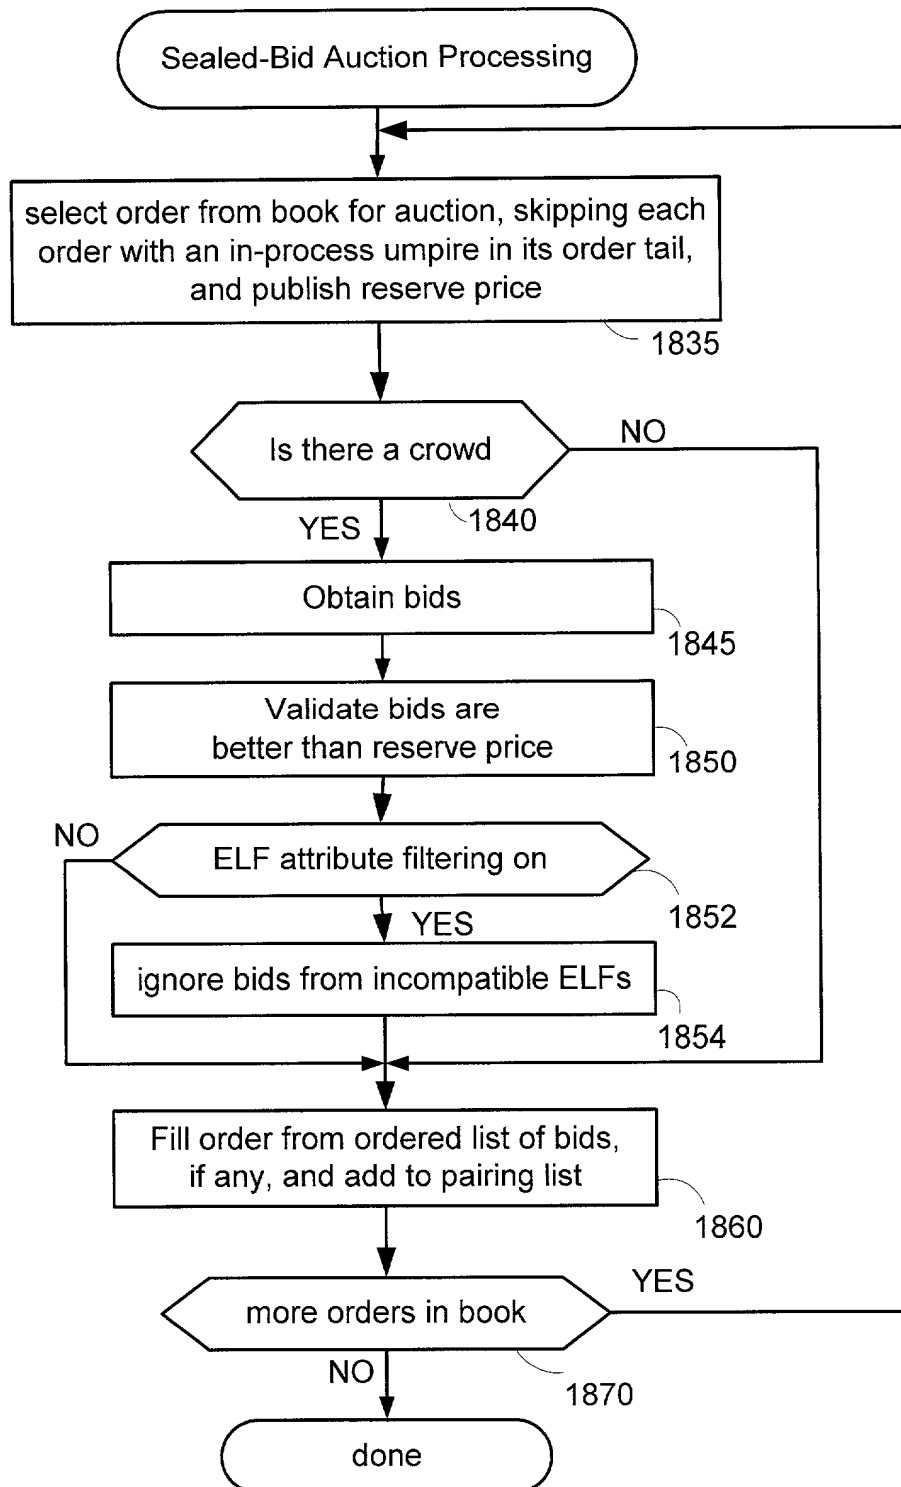 Sealed-Bid Auction Processing
select order from book for auction, skipping each
order with an in-process umpire in its order tail,
and publish reserve price
1835
Is there a crowd
NO
1840
YES
Obtain bids
1845
Validate bids are
better than reserve price
1850
NO
ELF attribute filtering on
1852
YES
ignore bids from incompatible ELFs
1854
Fill order from ordered list of bids,
if any, and add to pairing list
1860
YES
more orders in book
NO
1870
done